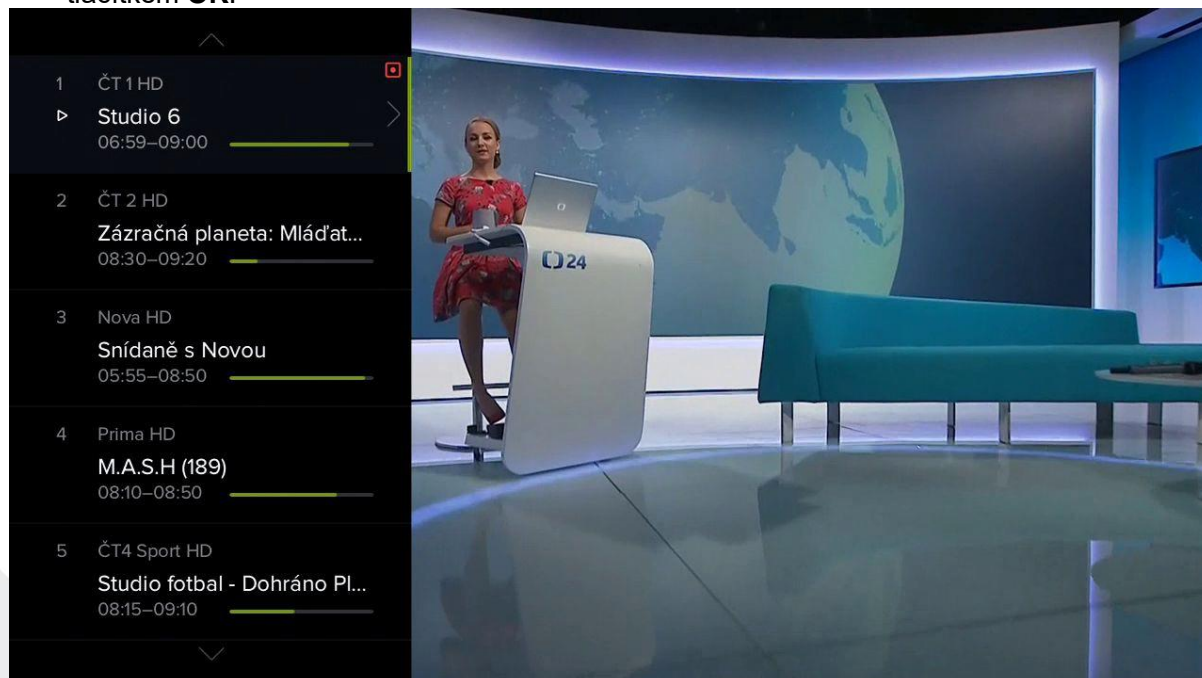 tlačítkem OK.
1 ČT 1 HD
Studio 6
06:59–09:00
2 ČT 2 HD
Zázračná planeta: Mláďat...
08:30–09:20
3 Nova HD
Snídaně s Novou
05:55–08:50
4 Prima HD
M.A.S.H (189)
08:10–08:50
5 ČT4 Sport HD
Studio fotbal - Dohráno Pl...
08:15–09:10
24